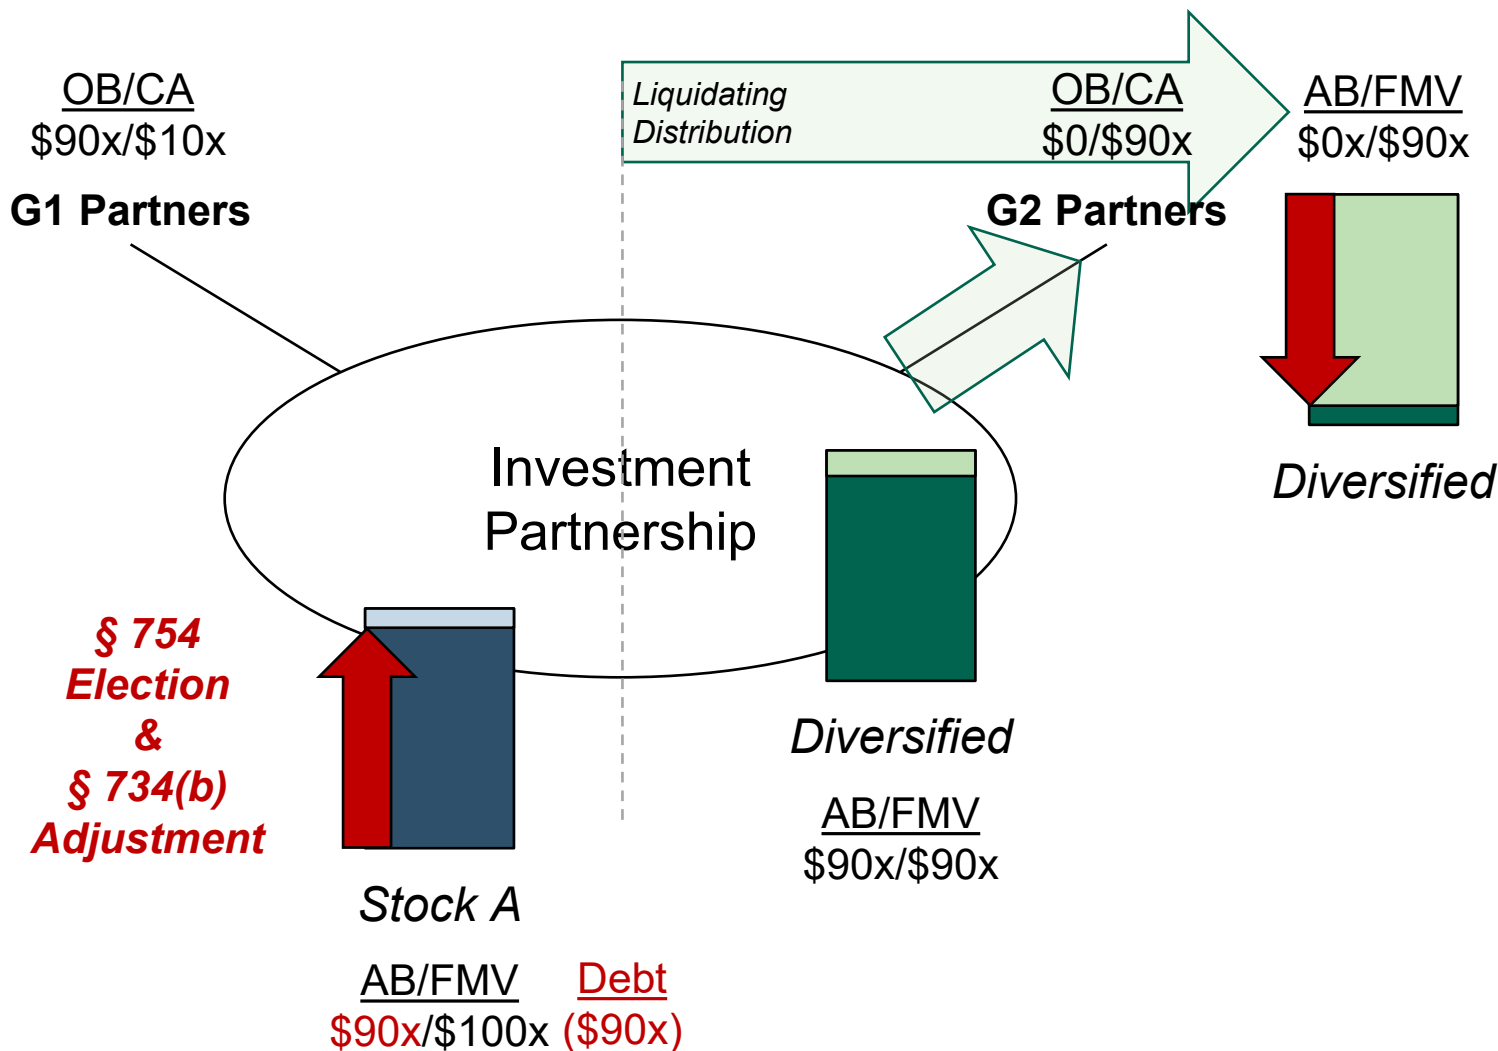 OB/CA
$90x/$10x
G1 Partners
Liquidating
Distribution
OB/CA
$0/$90x
G2 Partners
AB/FMV
$0x/$90x
Diversified
Investment
Partnership
§ 754
Election
&
§ 734(b)
Adjustment
Stock A
AB/FMV
$90x/$100x
Debt
($90x)
Diversified
AB/FMV
$90x/$90x